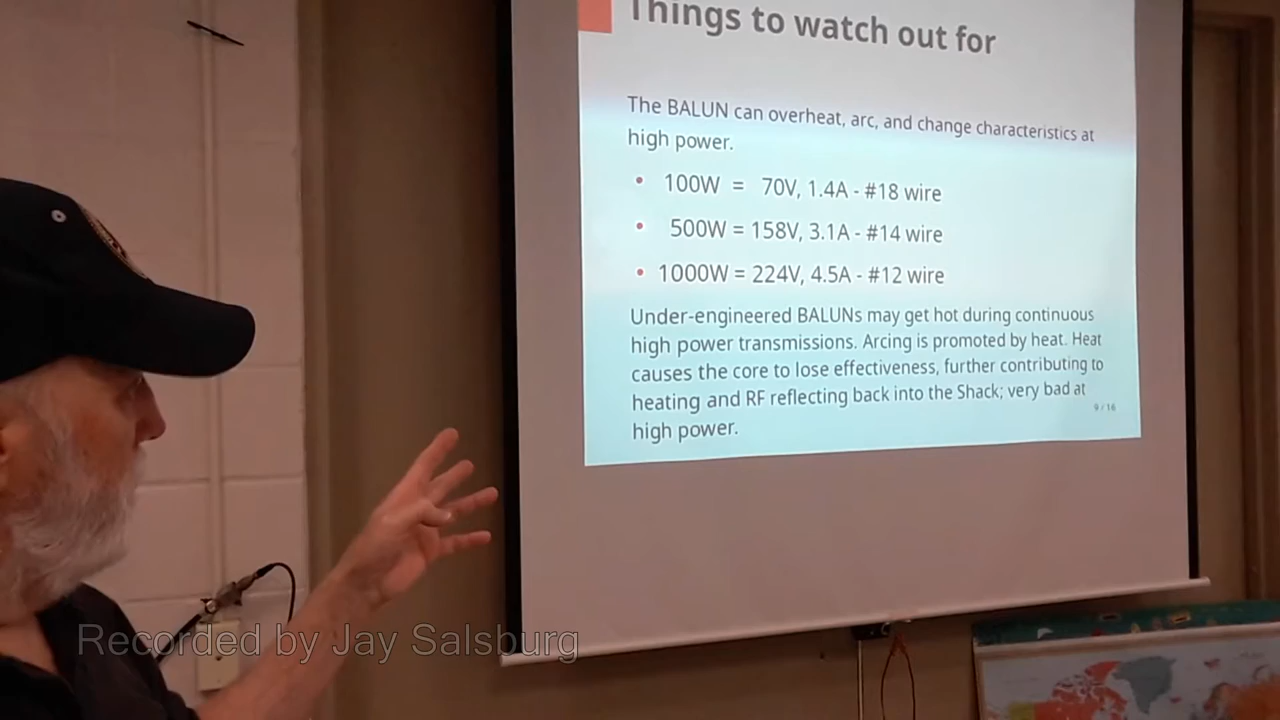 Things to watch out for
The BALUN can overheat, arc, and change characteristics at
high power.
• 100W = 70V, 1.4A - #18 wire
• 500W = 158V, 3.1A - #14 wire
• 1000W = 224V, 4.5A - #12 wire
Under-engineered BALUNs may get hot during continuous
high power transmissions. Arcing is promoted by heat. Heat
causes the core to lose effectiveness, further contributing to
heating and RF reflecting back into the Shack; very bad at
high power.
9 / 16
Recorded by Jay Salsburg